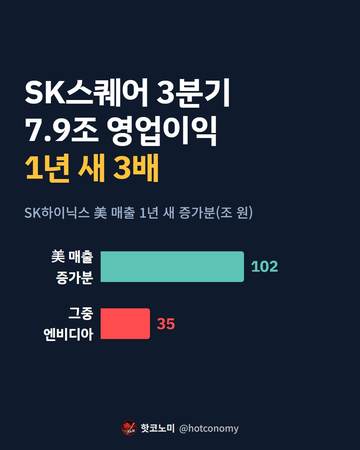 SK스퀘어 3분기
7.9조 영업이익
1년 새 3배
SK하이닉스 美 매출 1년 새 증가분(조 원)
美 매출
증가분
102
그중
엔비디아
35
핫코노미 @hotconomy